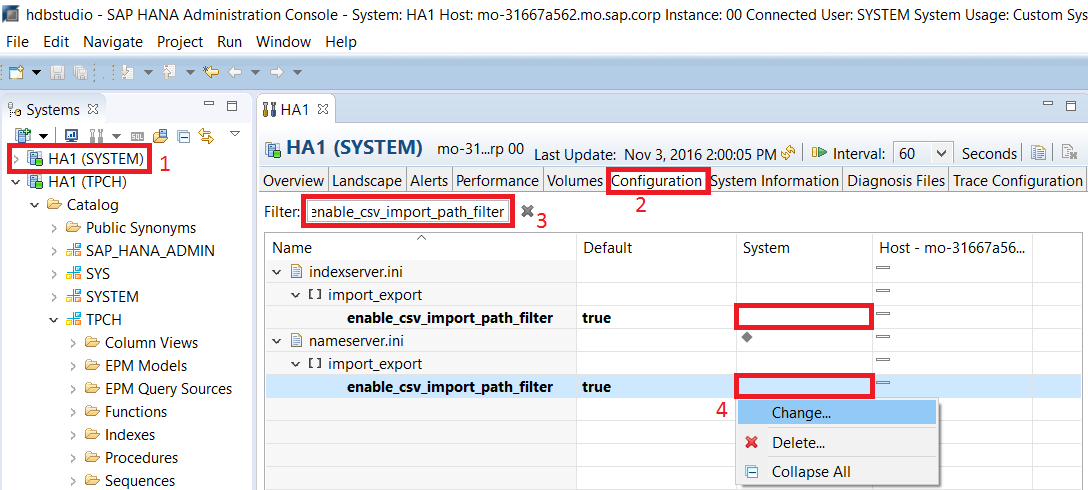 hdbstudio - SAP HANA Administration Console - System: HA1 Host: mo-31667a562.mo.sap.corp Instance: 00 Connected User: SYSTEM System Usage: Custom Sys
File Edit Navigate Project Run Window Help
Systems
HA1 (SYSTEM) 1
HA1 (TPCH)
Catalog
Public Synonyms
SAP_HANA_ADMIN
SYS
SYSTEM
TPCH
Column Views
EPM Models
EPM Query Sources
Functions
Indexes
Procedures
Sequences
HA1
HA1 (SYSTEM) mo-31...rp 00 Last Update: Nov 3, 2016 2:00:05 PM Interval: 60 Seconds
Overview Landscape Alerts Performance Volumes Configuration System Information Diagnosis Files Trace Configuration
2
Filter: enable_csv_import_path_filter 3
Name Default System Host - mo-31667a56...
indexserver.ini
import_export
enable_csv_import_path_filter true
nameserver.ini
import_export
enable_csv_import_path_filter true
4
Change...
Delete...
Collapse All